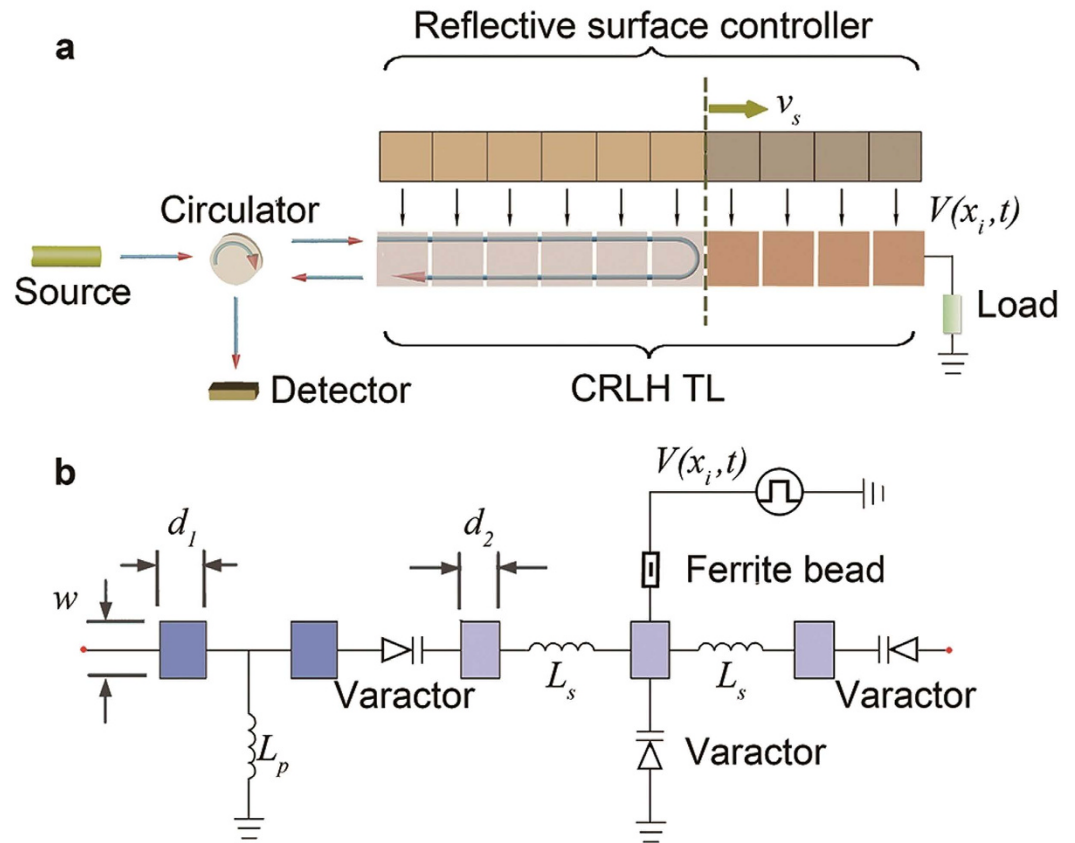 a
Reflective surface controller
v_s
Circulator
V(x_i,t)
Source
Load
Detector
CRLH TL
b
V(x_i,t)
d_1
d_2
Ferrite bead
w
L_s
L_s
Varactor
Varactor
Varactor
L_p